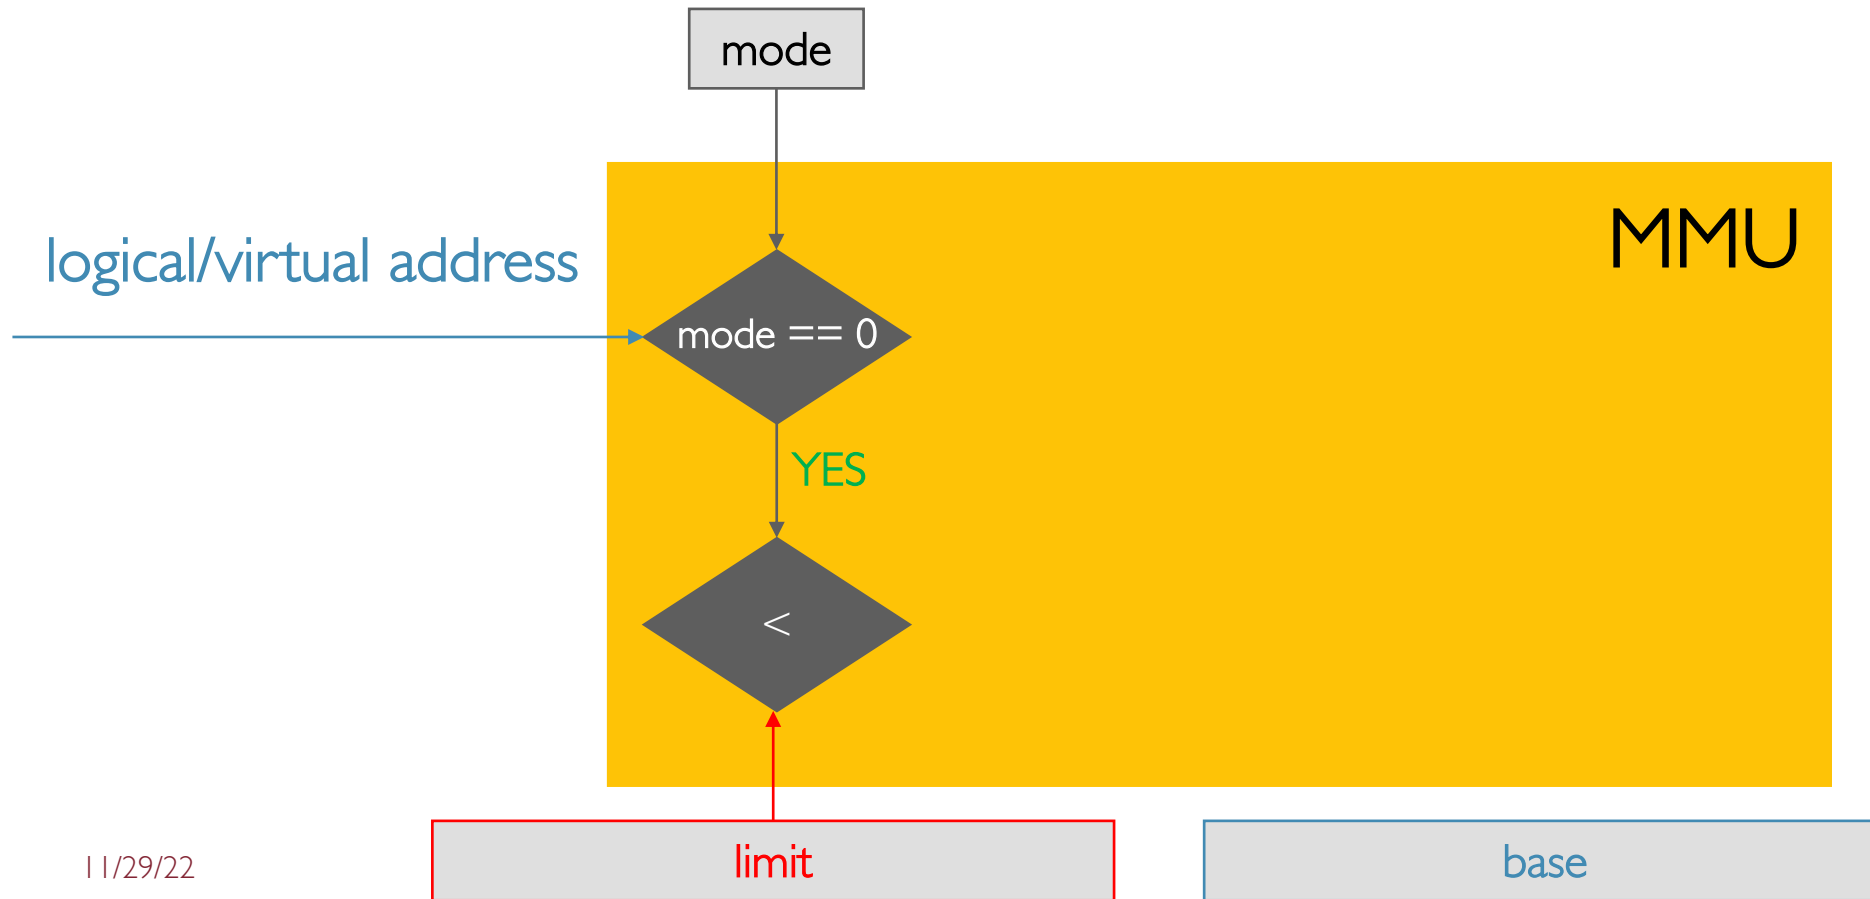 mode
MMU
logical/virtual address
mode == 0
YES
<
limit
base
11/29/22